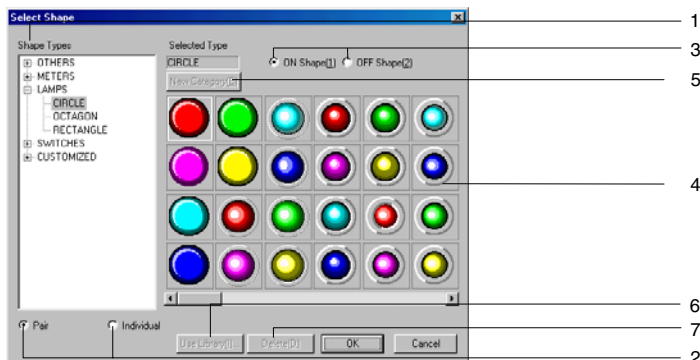 Select Shape
1
Shape Types
Selected Type
3
OTHERS
CIRCLE
ON Shape(1)
OFF Shape(2)
METERS
New Category(C)
5
LAMPS
CIRCLE
OCTAGON
RECTANGLE
SWITCHES
CUSTOMIZED
4
6
Pair
Individual
7
Use Library(I)...
Delete(D)
OK
Cancel
2